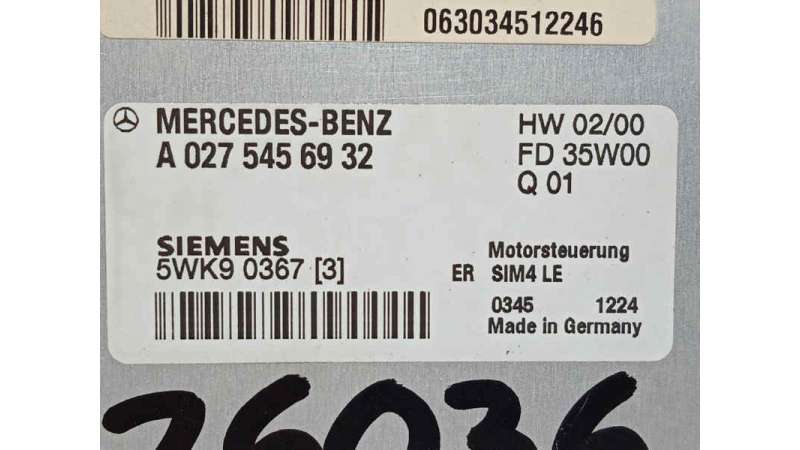 063034512246
MERCEDES-BENZ
A 027 545 69 32
HW 02/00
FD 35W00
Q 01
SIEMENS
5WK9 0367 [3]
Motorsteuerung
ER SIM4 LE
0345 1224
Made in Germany
26036